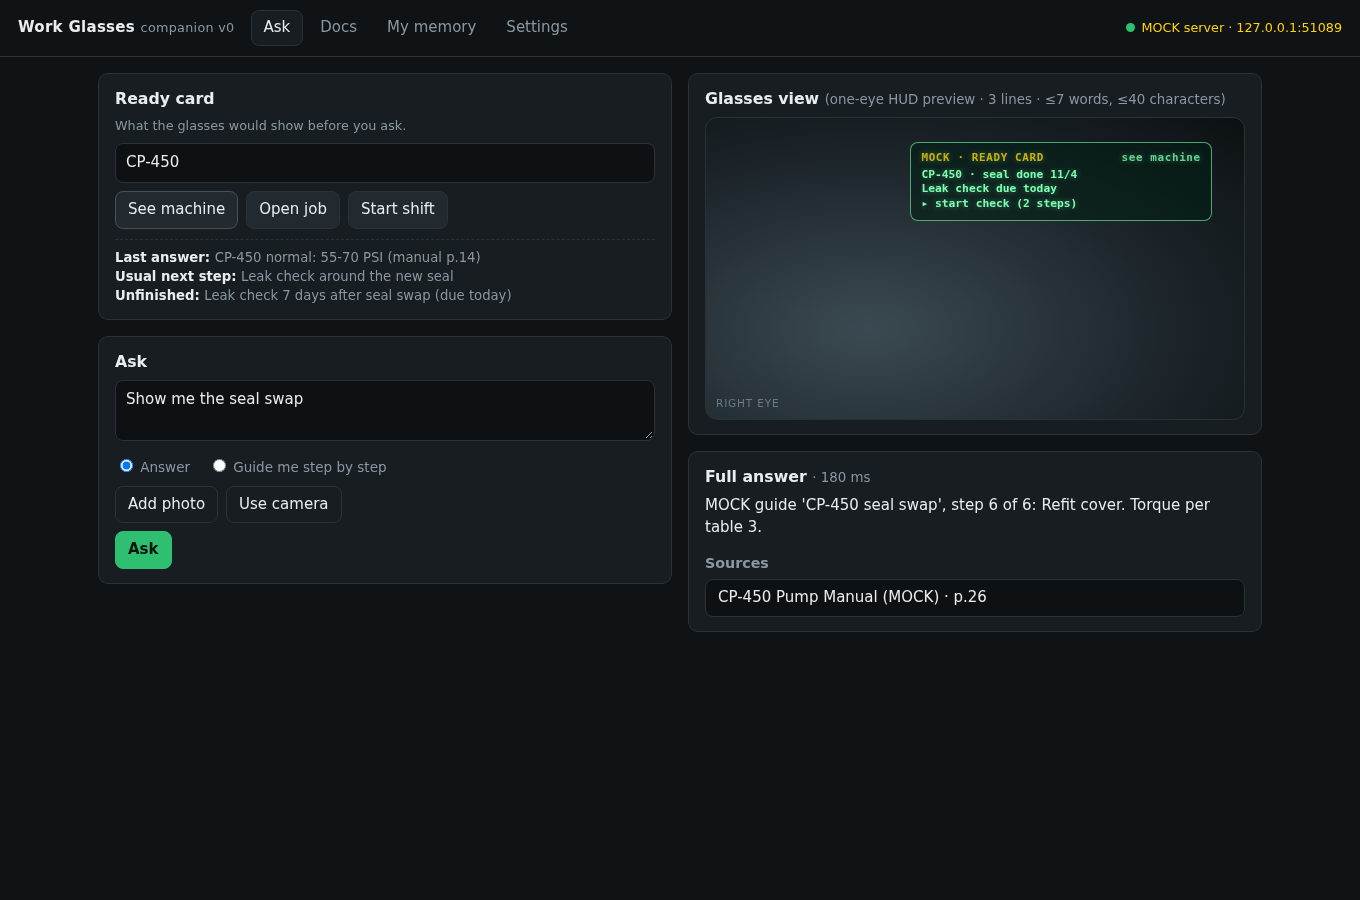 Work Glasses companion v0
Ask
Docs
My memory
Settings
MOCK server · 127.0.0.1:51089
Ready card
What the glasses would show before you ask.
CP-450
See machine
Open job
Start shift
Last answer: CP-450 normal: 55-70 PSI (manual p.14)
Usual next step: Leak check around the new seal
Unfinished: Leak check 7 days after seal swap (due today)
Ask
Show me the seal swap
Answer
Guide me step by step
Add photo
Use camera
Ask
Glasses view (one-eye HUD preview · 3 lines · ≤7 words, ≤40 characters)
MOCK · READY CARD
see machine
CP-450 · seal done 11/4
Leak check due today
▸ start check (2 steps)
RIGHT EYE
Full answer · 180 ms
MOCK guide 'CP-450 seal swap', step 6 of 6: Refit cover. Torque per
table 3.
Sources
CP-450 Pump Manual (MOCK) · p.26